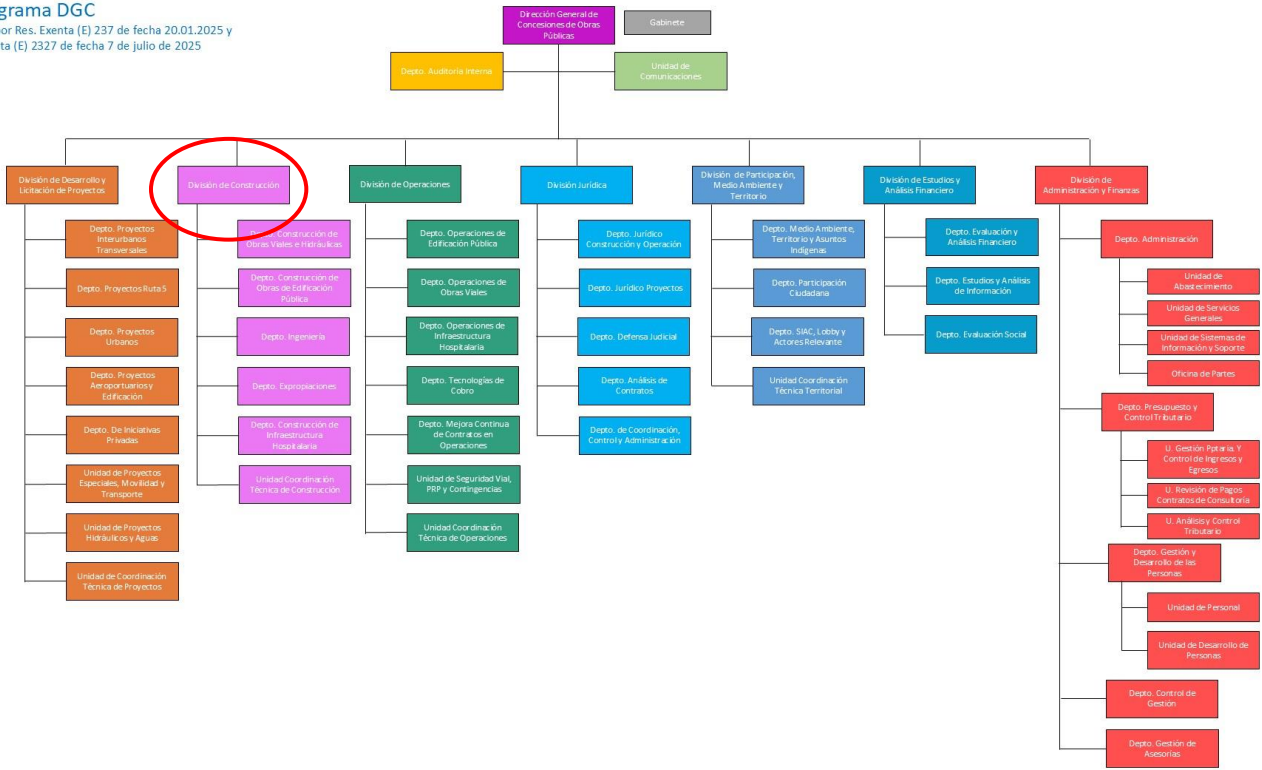 grama DGC
por Res. Exenta (E) 237 de fecha 20.01.2025 y
ta (E) 2327 de fecha 7 de julio de 2025
Dirección General de
Concesiones de Obras
Públicas
Gabinete
Depto. Auditoría Interna
Unidad de
Comunicaciones
División de Desarrollo y
Licitación de Proyectos
División de Construcción
División de Operaciones
División Jurídica
División de Participación,
Medio Ambiente y
Territorio
División de Estudios y
Análisis Financiero
División de
Administración y Finanzas
Depto. Proyectos
Interurbanos
Transversales
Depto. Proyectos Ruta 5
Depto. Proyectos
Urbanos
Depto. Proyectos
Aeroportuarios y
Edificación
Depto. De Iniciativas
Privadas
Unidad de Proyectos
Especiales, Movilidad y
Transporte
Unidad de Proyectos
Hidráulicos y Aguas
Unidad de Coordinación
Técnica de Proyectos
Depto. Construcción de
Obras Viales e Hidráulicas
Depto. Construcción de
Obras de Edificación
Pública
Depto. Ingeniería
Depto. Expropiaciones
Depto. Construcción de
Infraestructura
Hospitalaria
Unidad Coordinación
Técnica de Construcción
Depto. Operaciones de
Edificación Pública
Depto. Operaciones de
Obras Viales
Depto. Operaciones de
Infraestructura
Hospitalaria
Depto. Tecnologías de
Cobro
Depto. Mejora Continua
de Contratos en
Operaciones
Unidad de Seguridad Vial,
PRP y Contingencias
Unidad Coordinación
Técnica de Operaciones
Depto. Jurídico
Construcción y Operación
Depto. Jurídico Proyectos
Depto. Defensa Judicial
Depto. Análisis de
Contratos
Depto. de Coordinación,
Control y Administración
Depto. Medio Ambiente,
Territorio y Asuntos
Indígenas
Depto. Participación
Ciudadana
Depto. SIAC, Lobby y
Actores Relevante
Unidad Coordinación
Técnica Territorial
Depto. Evaluación y
Análisis Financiero
Depto. Estudios y Análisis
de Información
Depto. Evaluación Social
Depto. Administración
Unidad de
Abastecimiento
Unidad de Servicios
Generales
Unidad de Sistemas de
Información y Soporte
Oficina de Partes
Depto. Presupuesto y
Control Tributario
U. Gestión Pptaria. Y
Control de Ingresos y
Egresos
U. Revisión de Pagos
Contratos de Consultoría
U. Análisis y Control
Tributario
Depto. Gestión y
Desarrollo de las
Personas
Unidad de Personal
Unidad de Desarrollo de
Personas
Depto. Control de
Gestión
Depto. Gestión de
Asesorías